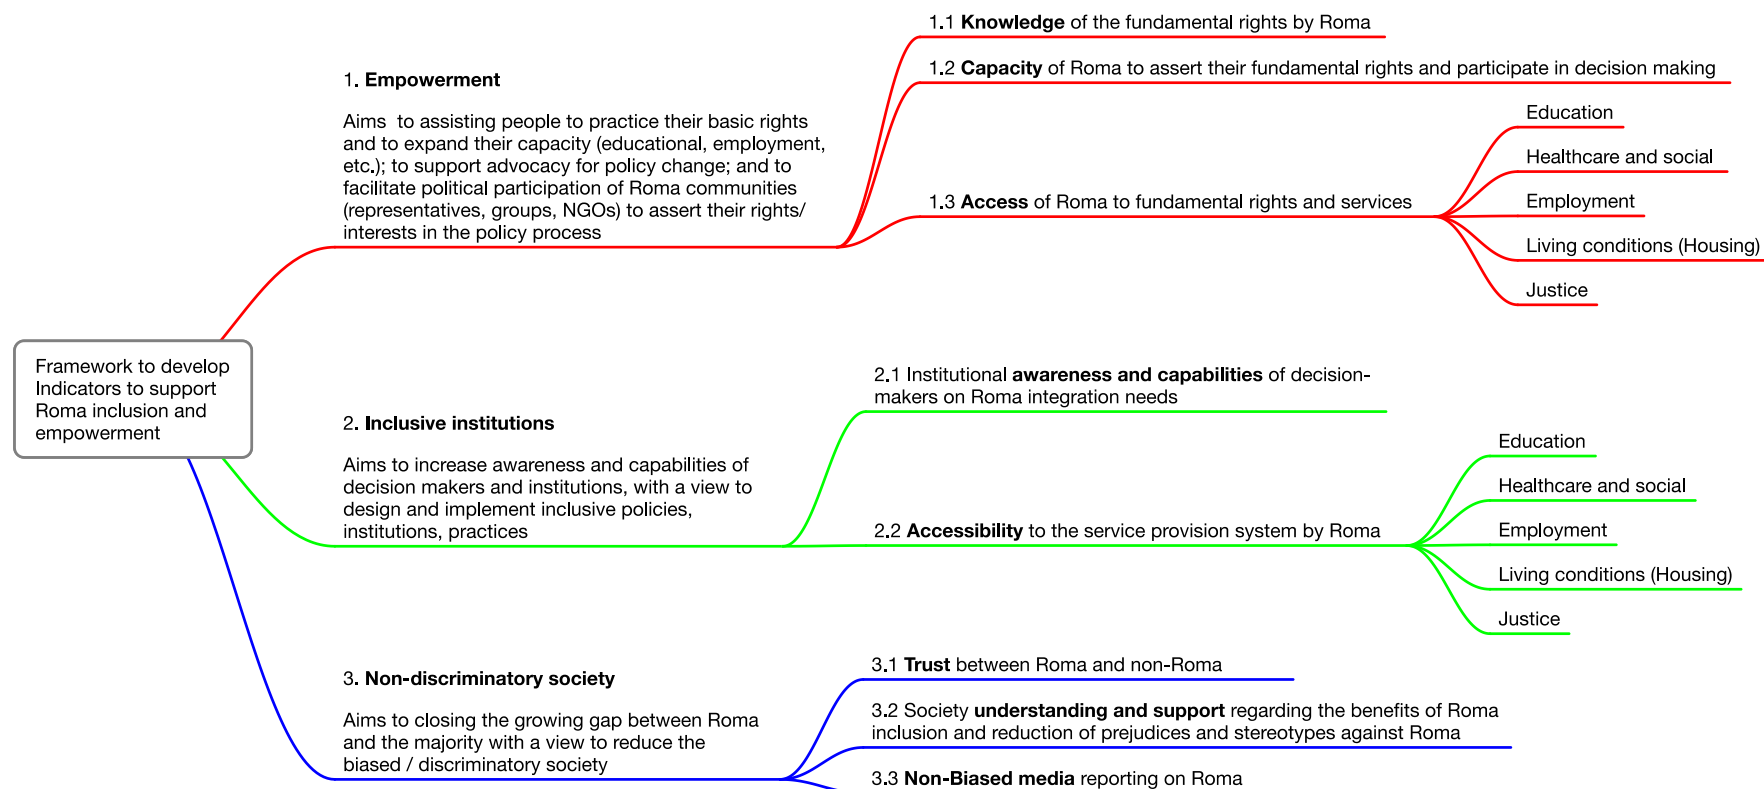 Framework to develop
Indicators to support
Roma inclusion and
empowerment
1. Empowerment
Aims  to assisting people to practice their basic rights
and to expand their capacity (educational, employment,
etc.); to support advocacy for policy change; and to
facilitate political participation of Roma communities
(representatives, groups, NGOs) to assert their rights/
interests in the policy process
1.1 Knowledge of the fundamental rights by Roma
1.2 Capacity of Roma to assert their fundamental rights and participate in decision making
1.3 Access of Roma to fundamental rights and services
Education
Healthcare and social
Employment
Living conditions (Housing)
Justice
2. Inclusive institutions
Aims to increase awareness and capabilities of
decision makers and institutions, with a view to
design and implement inclusive policies,
institutions, practices
2.1 Institutional awareness and capabilities of decision-
makers on Roma integration needs
2.2 Accessibility to the service provision system by Roma
Education
Healthcare and social
Employment
Living conditions (Housing)
Justice
3. Non-discriminatory society
Aims to closing the growing gap between Roma
and the majority with a view to reduce the
biased / discriminatory society
3.1 Trust between Roma and non-Roma
3.2 Society understanding and support regarding the benefits of Roma
inclusion and reduction of prejudices and stereotypes against Roma
3.3 Non-Biased media reporting on Roma